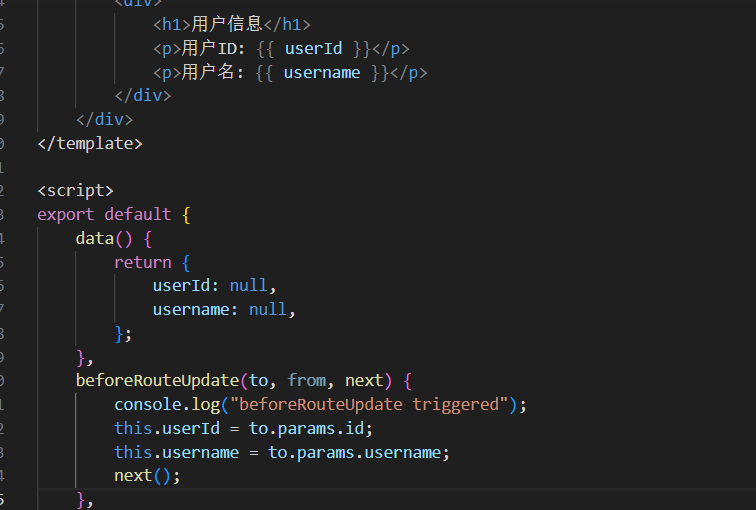 <div>
<h1>用户信息</h1>
<p>用户ID: {{ userId }}</p>
<p>用户名: {{ username }}</p>
</div>
</div>
</template>
<script>
export default {
data() {
return {
userId: null,
username: null,
};
},
beforeRouteUpdate(to, from, next) {
console.log("beforeRouteUpdate triggered");
this.userId = to.params.id;
this.username = to.params.username;
next();
},